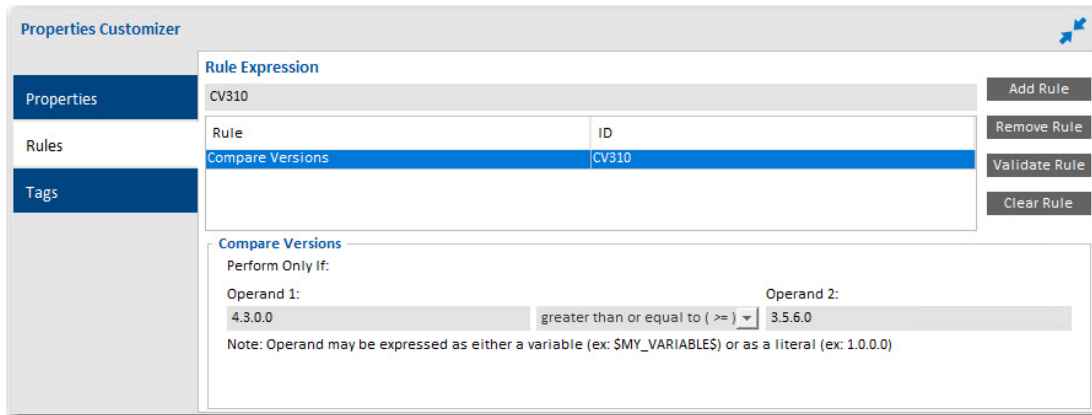 Properties Customizer
Properties
Rules
Tags
Rule Expression
CV310
Rule ID
Compare Versions CV310
Add Rule
Remove Rule
Validate Rule
Clear Rule
Compare Versions
Perform Only If:
Operand 1: Operand 2:
4.3.0.0 greater than or equal to ( >= ) 3.5.6.0
Note: Operand may be expressed as either a variable (ex: $MY_VARIABLE$) or as a literal (ex: 1.0.0.0)